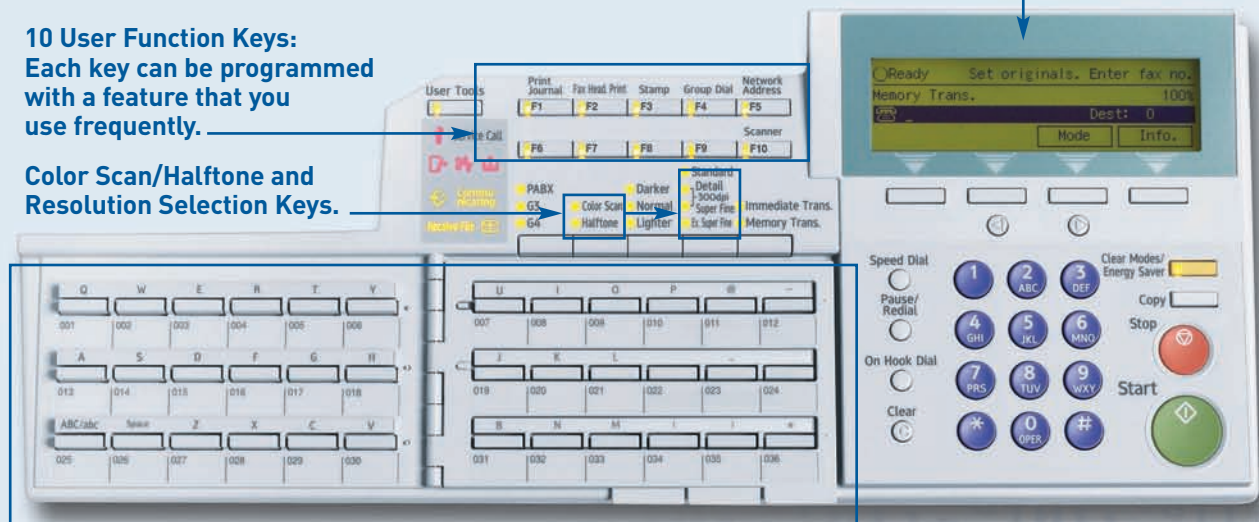 10 User Function Keys:
Each key can be programmed
with a feature that you
use frequently.
Color Scan/Halftone and
Resolution Selection Keys.
User Tools
Print Journal Fax Head Print Stamp Group Dial Network Address
F1 F2 F3 F4 F5
Scanner
F6 F7 F8 F9 F10
Service Call
Communicating
Receive File
PABX
G3
G4
Color Scan
Halftone
Darker
Normal
Lighter
Standard
Detail
300dpi
Super Fine
Ex. Super Fine
Immediate Trans.
Memory Trans.
Ready Set originals. Enter fax no.
Memory Trans. 100%
Dest: 0
Mode Info.
Q W E R T Y
001 002 003 004 005 006
A S D F G H
013 014 015 016 017 018
ABC/abc Space Z X C V
025 026 027 028 029 030
U I O P @ -
007 008 009 010 011 012
J K L
019 020 021 022 023 024
B N M ( ) *
031 032 033 034 035 036
Speed Dial
Pause/
Redial
On Hook Dial
Clear
C
1 2 ABC 3 DEF
4 GHI 5 JKL 6 MNO
7 PRS 8 TUV 9 WXY
* 0 OPER #
Clear Modes/
Energy Saver
Copy
Stop
Start